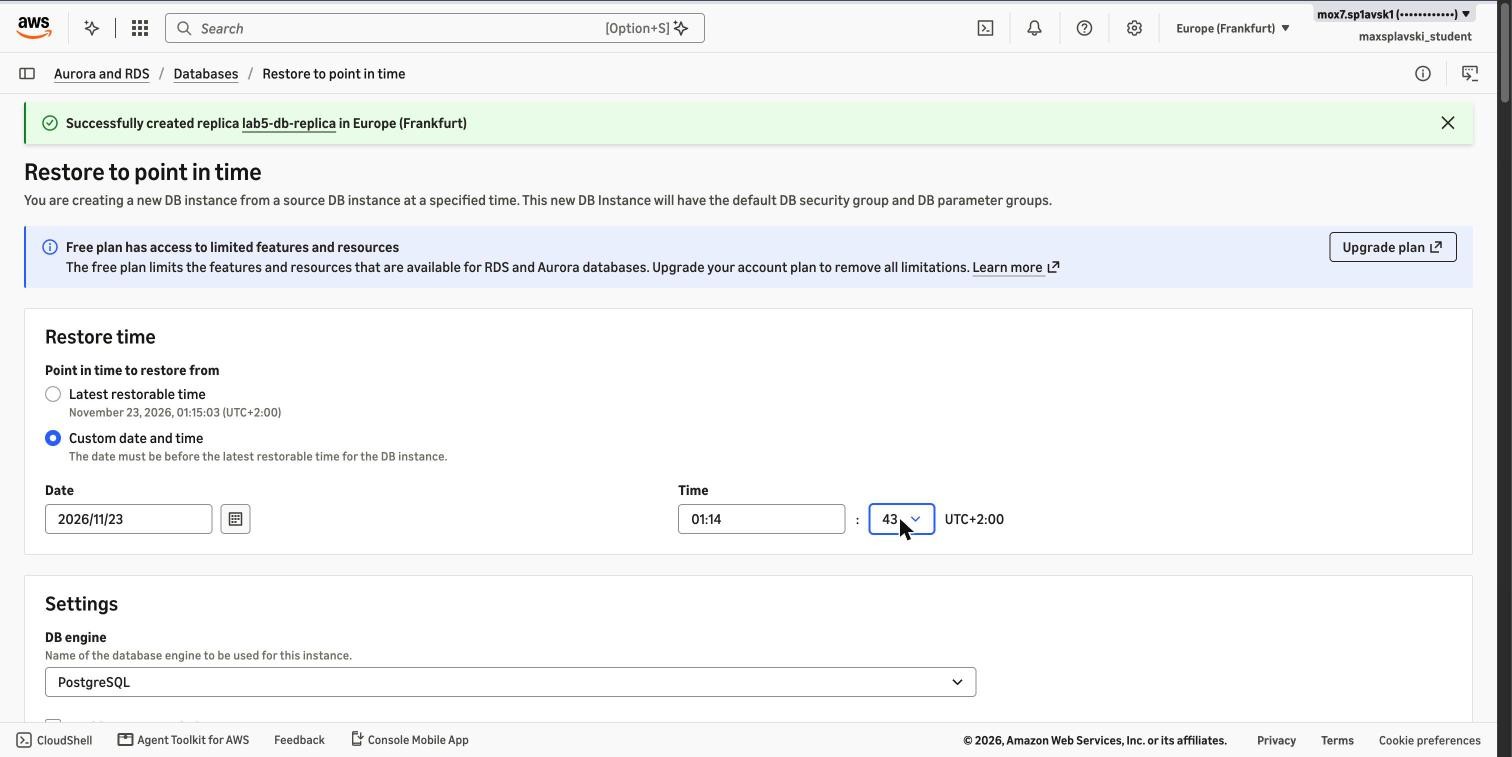 aws
Search [Option+S]
Europe (Frankfurt)
mox7.sp1avsk1 (••••••••••••)
maxsplavski_student
Aurora and RDS / Databases / Restore to point in time
Successfully created replica lab5-db-replica in Europe (Frankfurt)
Restore to point in time
You are creating a new DB instance from a source DB instance at a specified time. This new DB Instance will have the default DB security group and DB parameter groups.
Free plan has access to limited features and resources
The free plan limits the features and resources that are available for RDS and Aurora databases. Upgrade your account plan to remove all limitations. Learn more
Upgrade plan
Restore time
Point in time to restore from
Latest restorable time
November 23, 2026, 01:15:03 (UTC+2:00)
Custom date and time
The date must be before the latest restorable time for the DB instance.
Date
2026/11/23
Time
01:14 : 43 UTC+2:00
Settings
DB engine
Name of the database engine to be used for this instance.
PostgreSQL
CloudShell Agent Toolkit for AWS Feedback Console Mobile App © 2026, Amazon Web Services, Inc. or its affiliates. Privacy Terms Cookie preferences